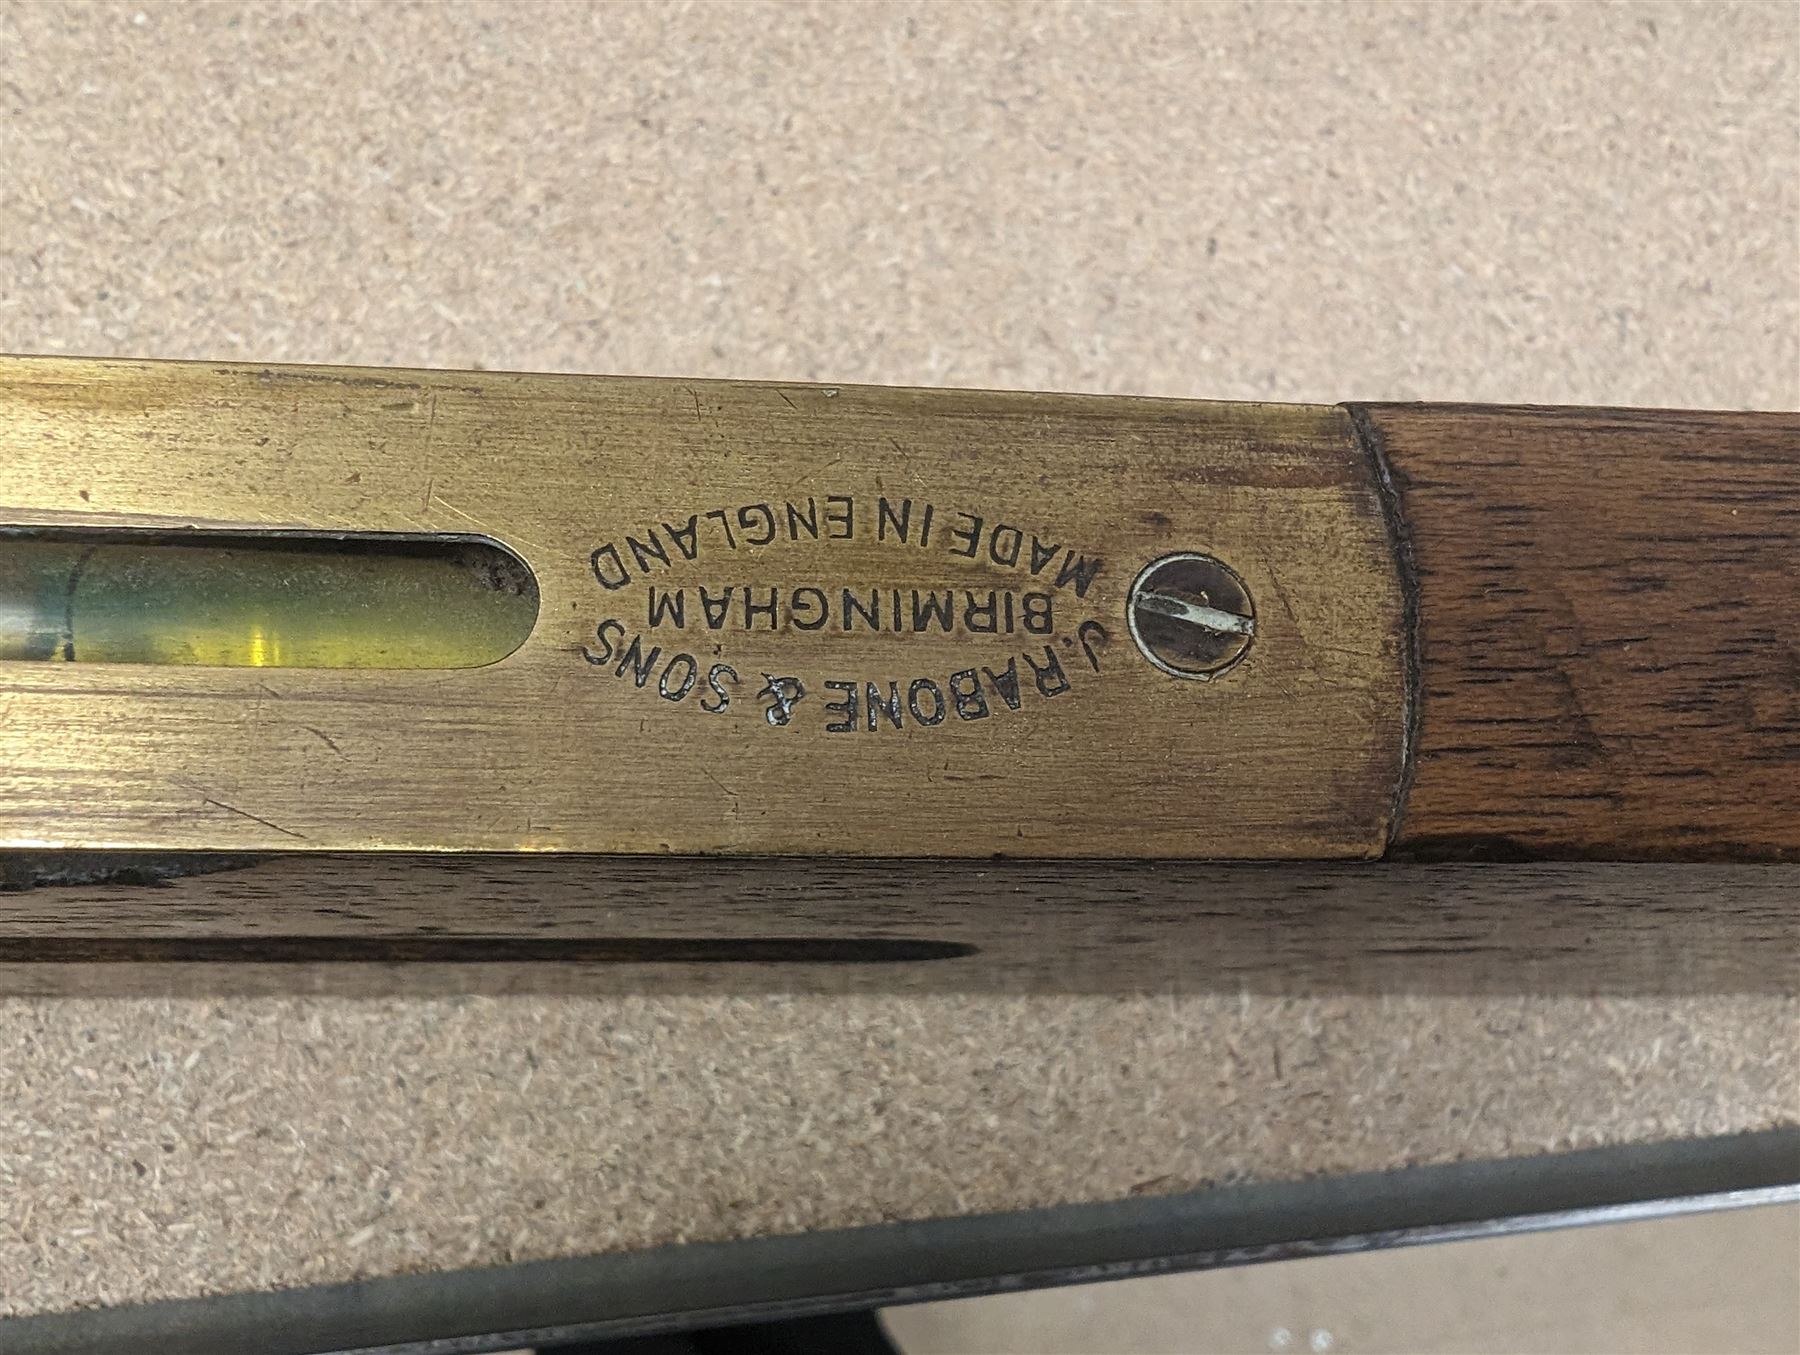 J. RABONE & SONS
BIRMINGHAM
MADE IN ENGLAND